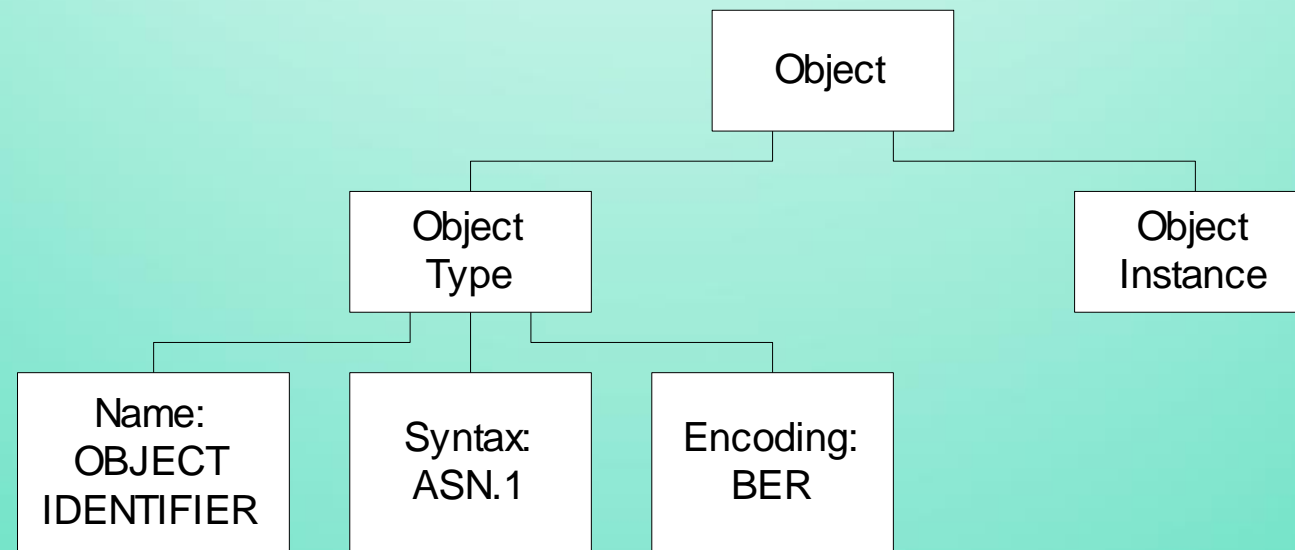 Object
Object
Type
Object
Instance
Name:
OBJECT
IDENTIFIER
Syntax:
ASN.1
Encoding:
BER